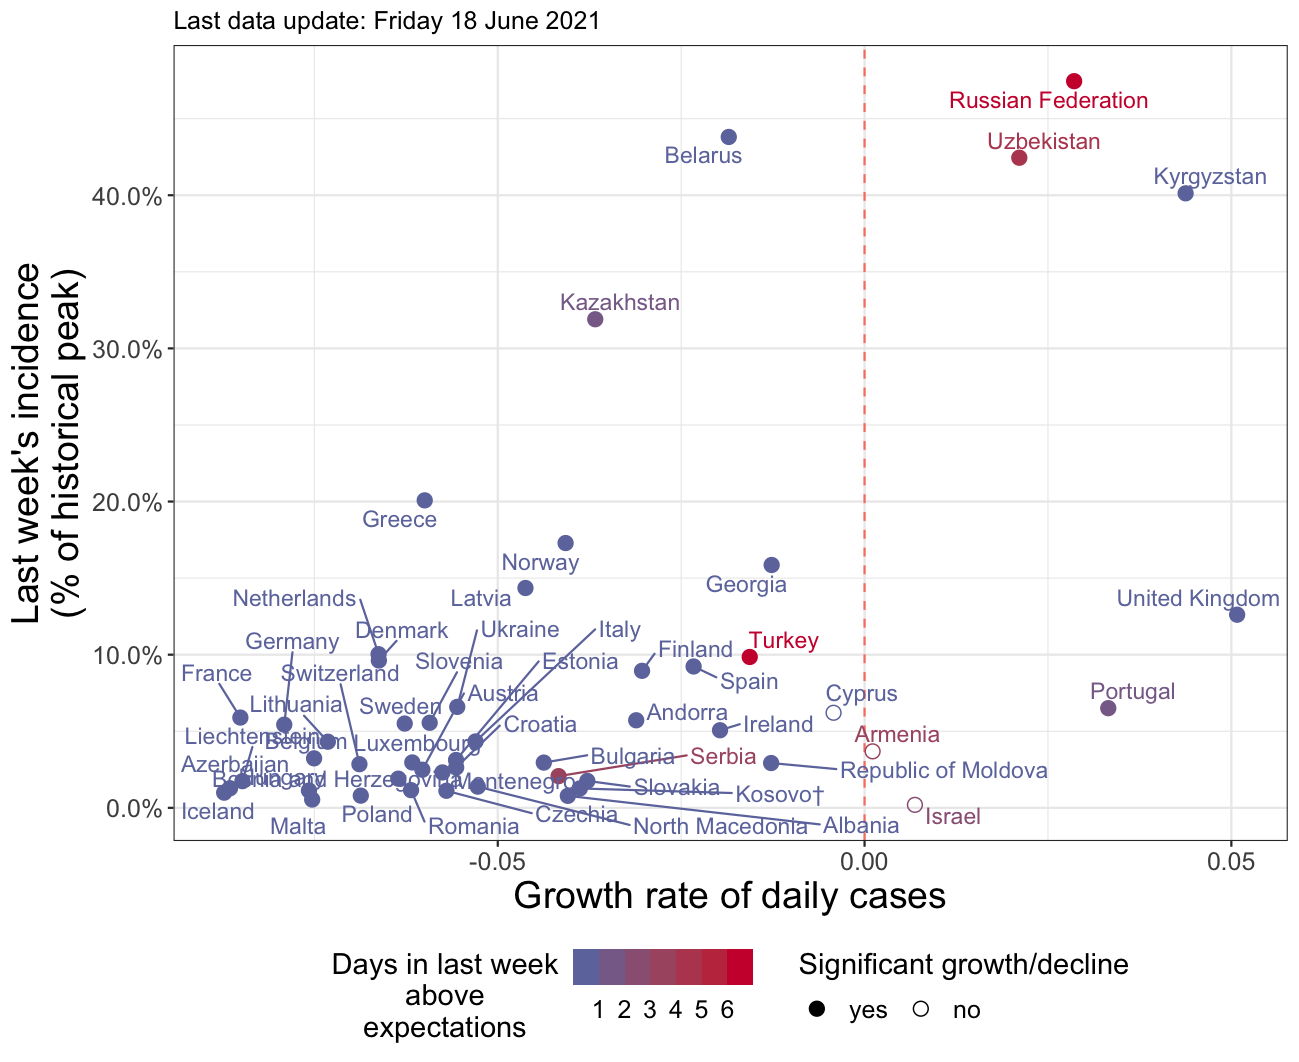 Last data update: Friday 18 June 2021
Last week's incidence
(% of historical peak)
40.0%
30.0%
20.0%
10.0%
0.0%
Russian Federation
Uzbekistan
Belarus
Kyrgyzstan
Kazakhstan
Greece
Norway
Georgia
Netherlands
Latvia
United Kingdom
Denmark
Ukraine
Italy
Germany
Turkey
Finland
Slovenia
Estonia
France
Switzerland
Spain
Austria
Cyprus
Portugal
Lithuania
Sweden
Andorra
Croatia
Ireland
Liechtenstein
Belgium
Luxembourg
Armenia
Bulgaria
Serbia
Azerbaijan
Republic of Moldova
Hungary
Bosnia and Herzegovina
Montenegro
Slovakia
Kosovo†
Iceland
Poland
Czechia
Israel
Malta
Romania
North Macedonia
Albania
-0.05
0.00
0.05
Growth rate of daily cases
Days in last week
above
expectations
1 2 3 4 5 6
Significant growth/decline
yes
no